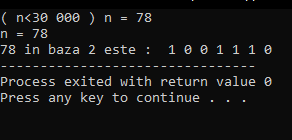 ( n<30 000 ) n = 78
n = 78
78 in baza 2 este :  1 0 0 1 1 1 0
--------------------------------
Process exited with return value 0
Press any key to continue . . .